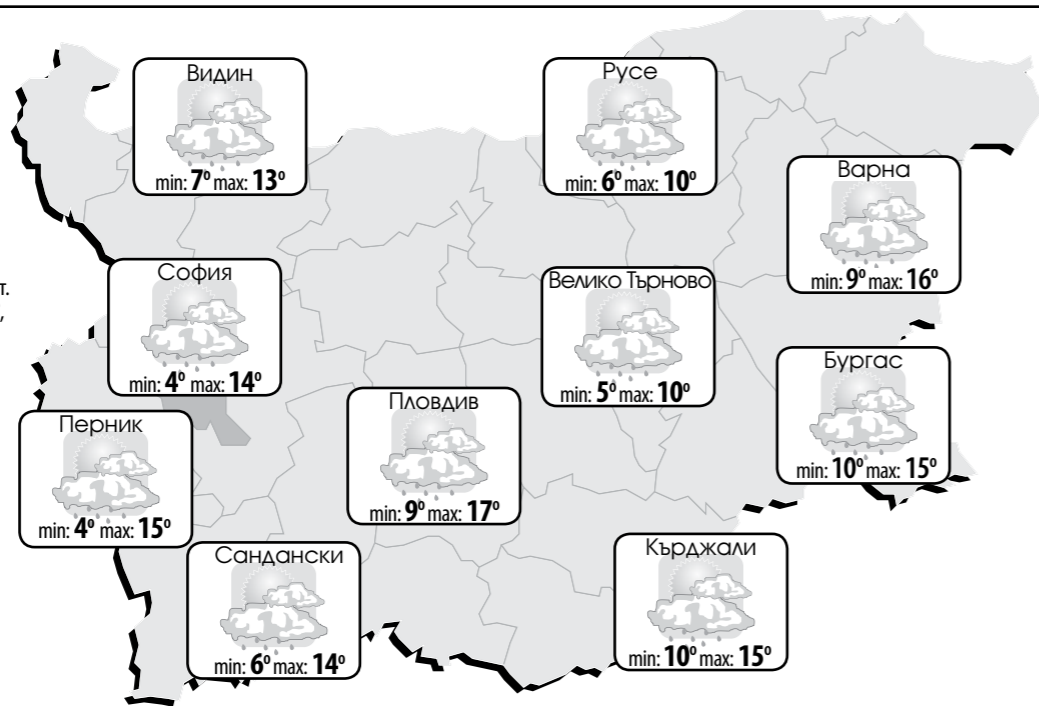 Видин
min: 7° max: 13°
Русе
min: 6° max: 10°
Варна
min: 9° max: 16°
София
min: 4° max: 14°
т.
,
Велико Търново
min: 5° max: 10°
Бургас
min: 10° max: 15°
Пловдив
min: 9° max: 17°
Перник
min: 4° max: 15°
Сандански
min: 6° max: 14°
Кърджали
min: 10° max: 15°